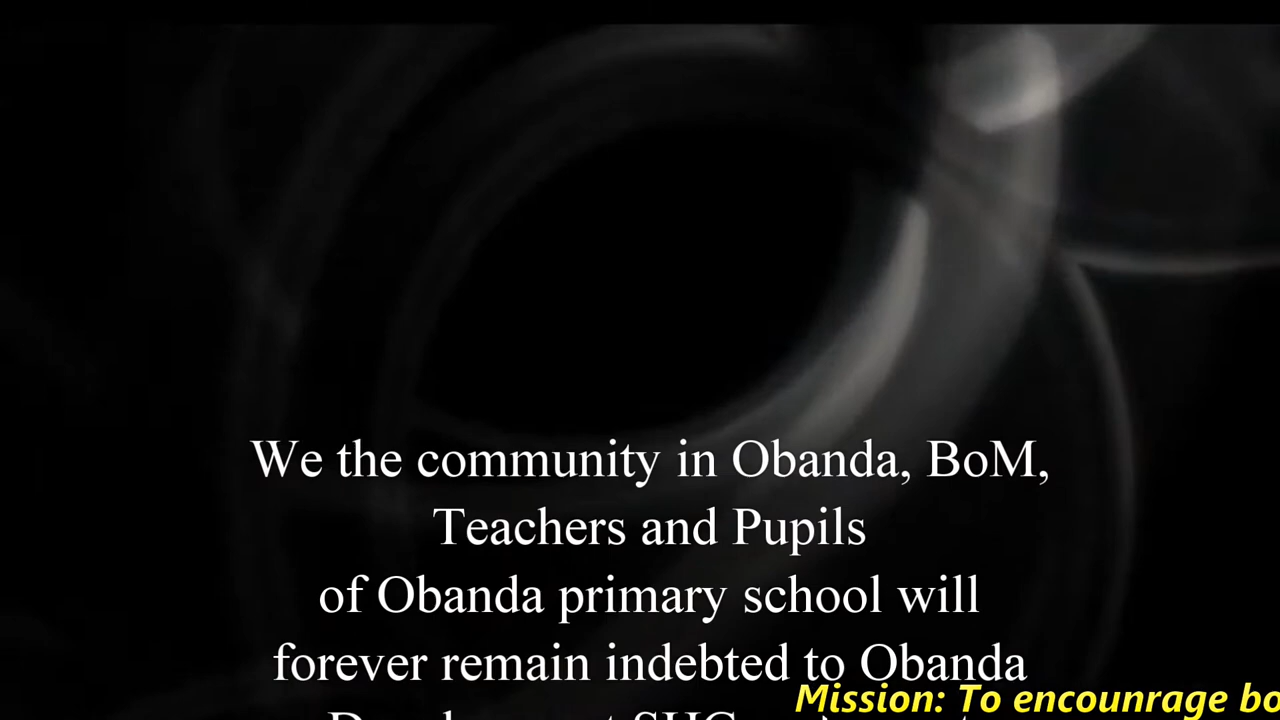 We the community in Obanda, BoM,
Teachers and Pupils
of Obanda primary school will
forever remain indebted to Obanda
Mission: To encounrage bo